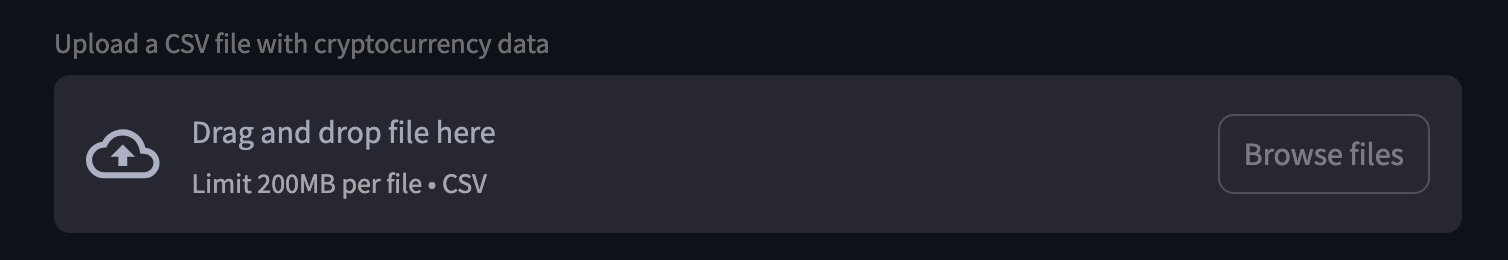 Upload a CSV file with cryptocurrency data
Drag and drop file here
Limit 200MB per file • CSV
Browse files